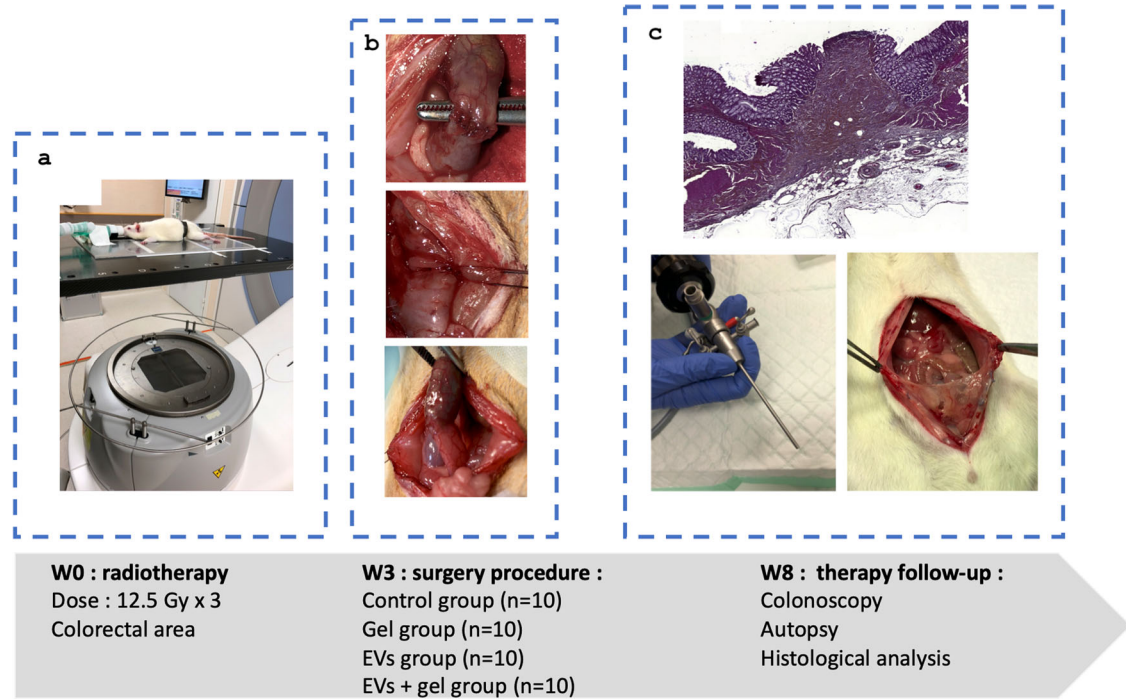 a
b
c
W0 : radiotherapy
Dose : 12.5 Gy x 3
Colorectal area
W3 : surgery procedure :
Control group (n=10)
Gel group (n=10)
EVs group (n=10)
EVs + gel group (n=10)
W8 : therapy follow-up :
Colonoscopy
Autopsy
Histological analysis